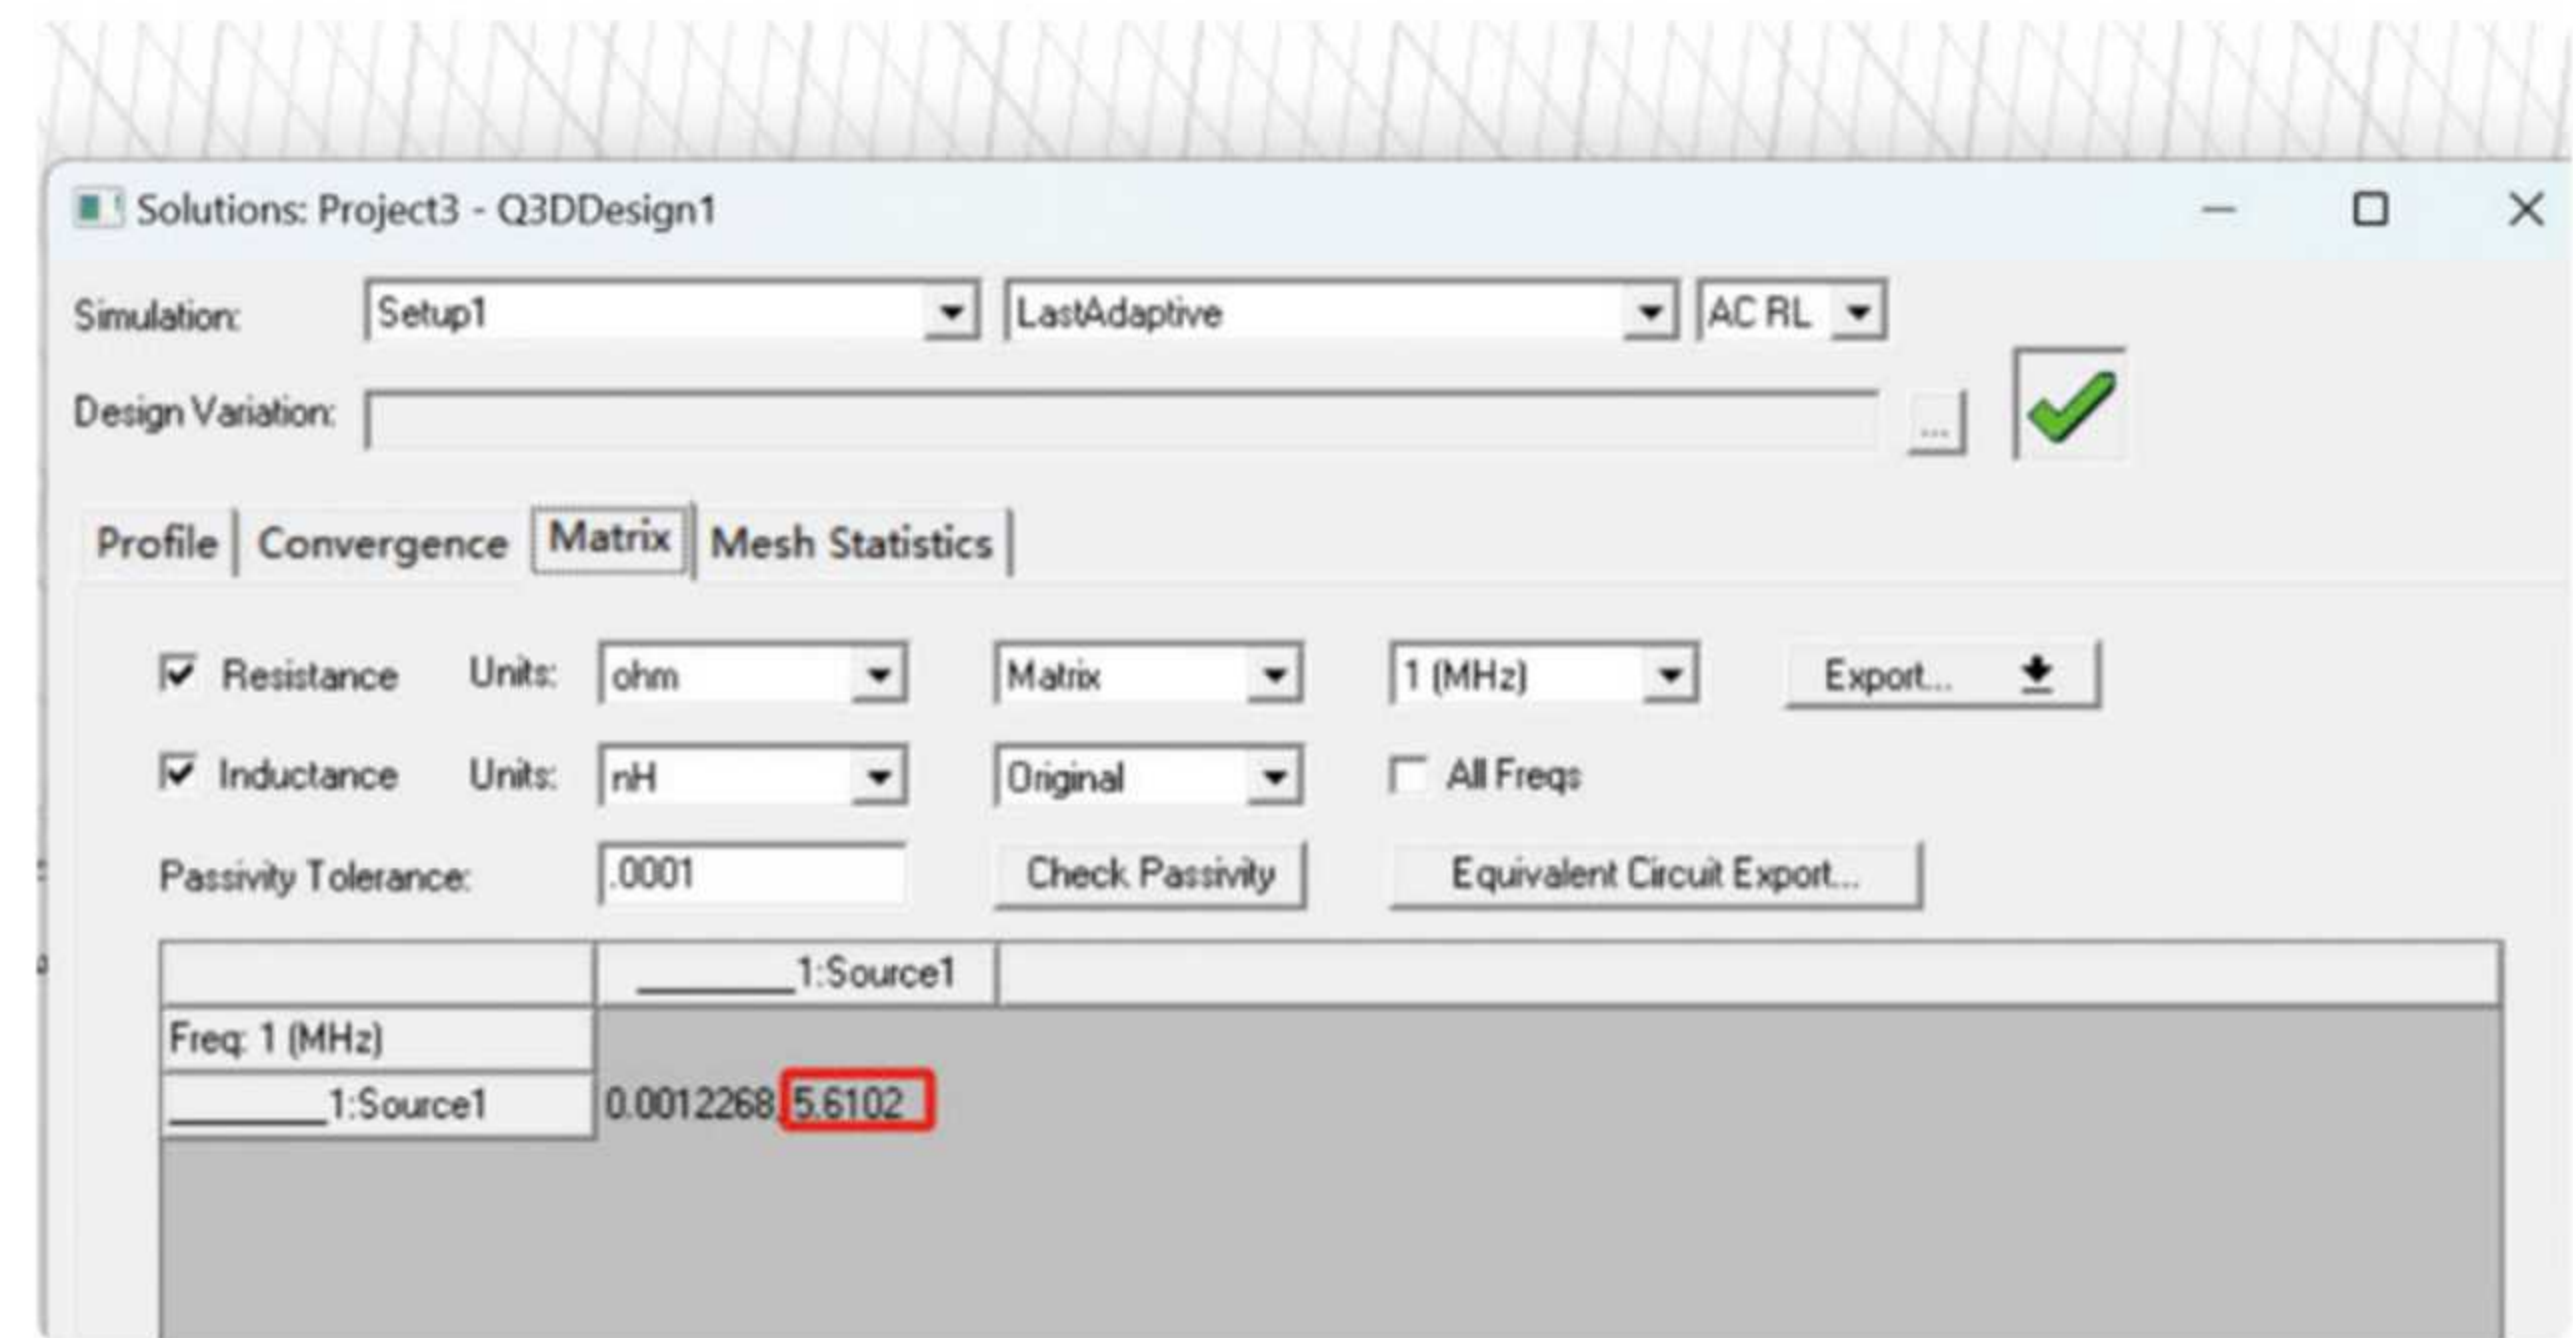 Solutions: Project3 - Q3DDesign1
Simulation: Setup1 LastAdaptive AC RL
Design Variation: ...
Profile Convergence Matrix Mesh Statistics
Resistance Units: ohm Matrix 1 (MHz) Export...
Inductance Units: nH Original All Freqs
Passivity Tolerance: .0001 Check Passivity Equivalent Circuit Export...
________1:Source1
Freq: 1 (MHz)
________1:Source1 0.0012268, 5.6102